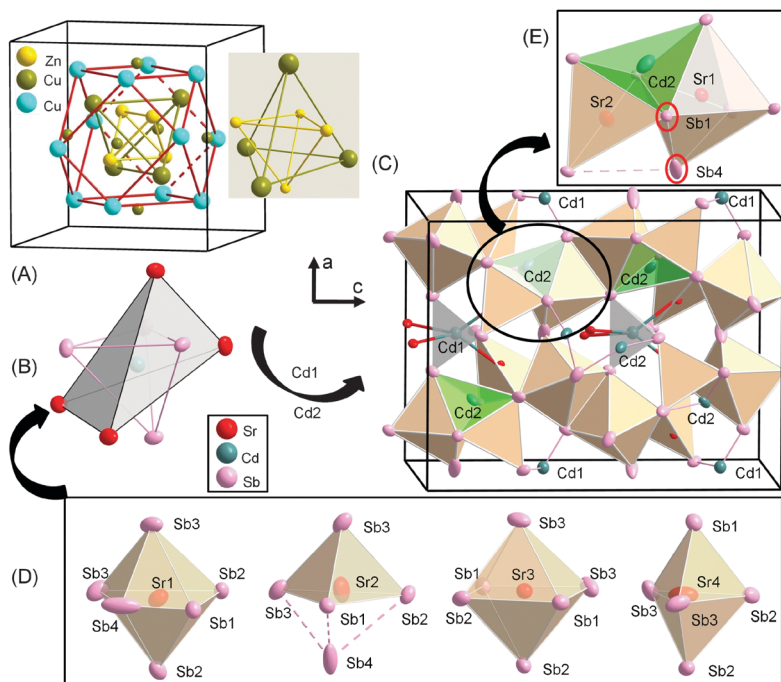 Zn
Cu
Cu
(A)
(B)
Sr
Cd
Sb
a
c
Cd1
Cd2
(C)
Cd1
Cd1
Cd2
Cd2
Cd1
Cd2
Cd2
Cd2
Cd1
Cd1
(E)
Cd2
Sr1
Sr2
Sb1
Sb4
(D)
Sb3
Sb3
Sr1
Sb2
Sb4
Sb1
Sb2
Sb3
Sr2
Sb3
Sb1
Sb2
Sb4
Sb3
Sb1
Sr3
Sb3
Sb2
Sb2
Sb2
Sb1
Sr4
Sb3
Sb3
Sb2
Sb2